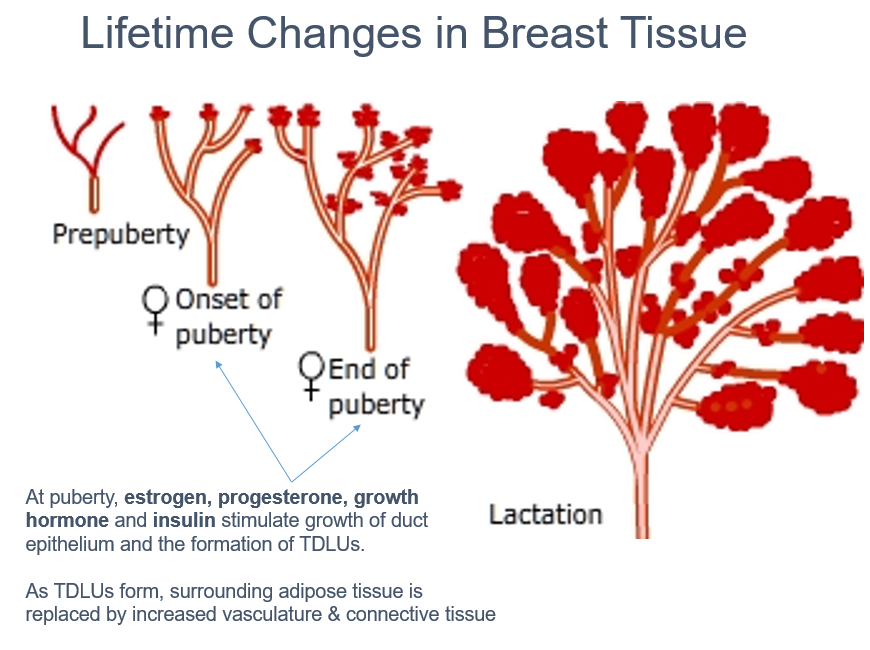 Lifetime Changes in Breast Tissue
Prepuberty
♀ Onset of
puberty
♀ End of
puberty
Lactation
At puberty, estrogen, progesterone, growth
hormone and insulin stimulate growth of duct
epithelium and the formation of TDLUs.
As TDLUs form, surrounding adipose tissue is
replaced by increased vasculature & connective tissue